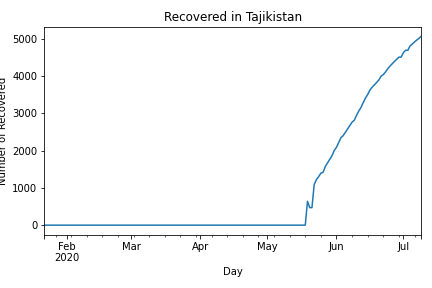 Recovered in Tajikistan
Number of Recovered
5000
4000
3000
2000
1000
0
Feb Mar Apr May Jun Jul
2020
Day